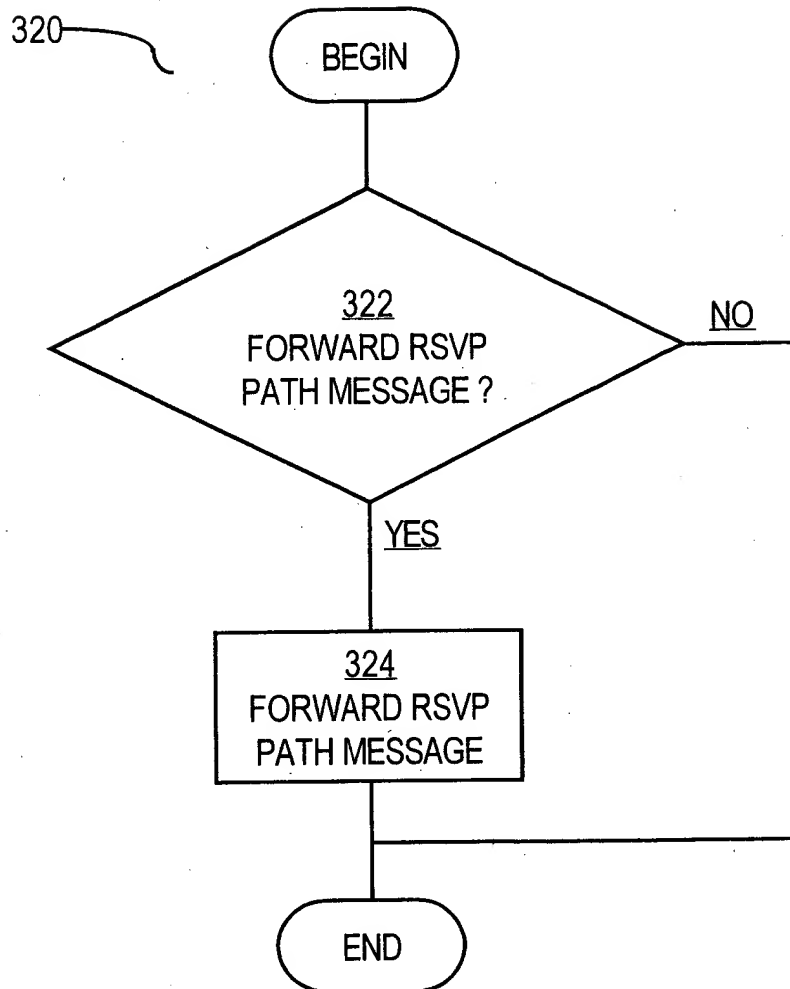 320
BEGIN
322
FORWARD RSVP
PATH MESSAGE ?
NO
YES
324
FORWARD RSVP
PATH MESSAGE
END